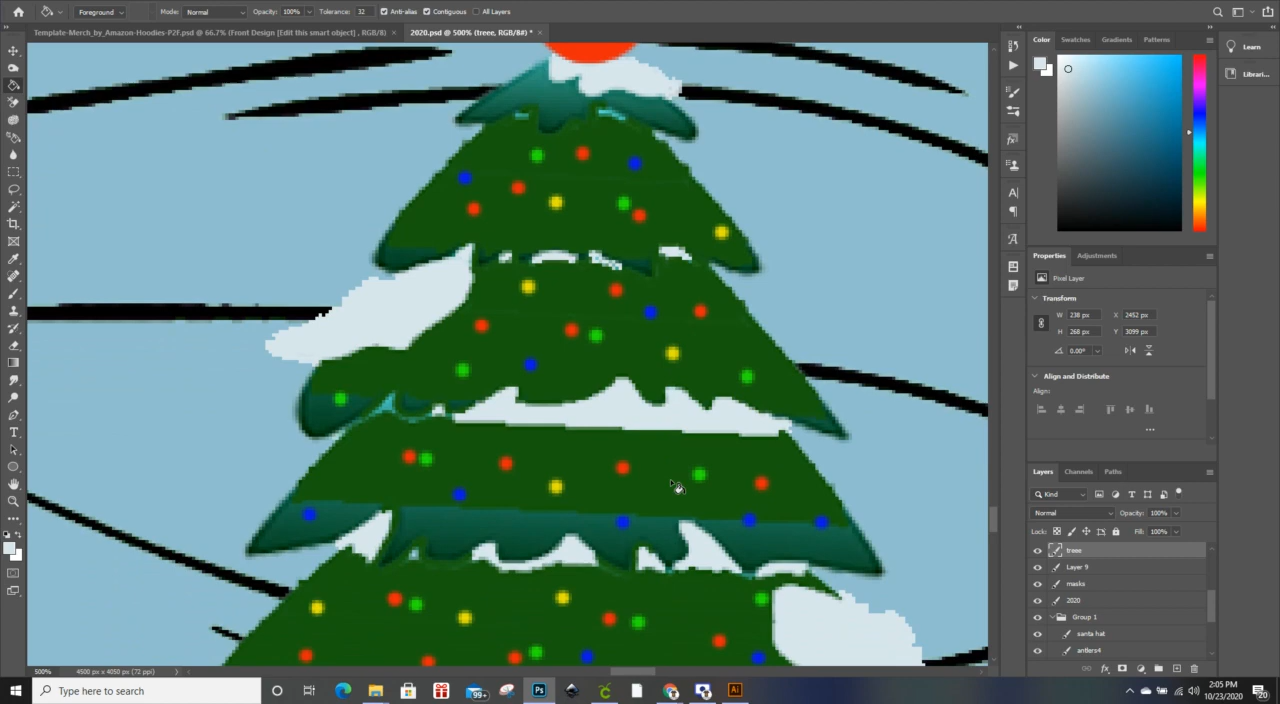 Foreground Mode: Normal Opacity: 100% Tolerance: 32 Anti-alias Contiguous All Layers
Template-Merch_by_Amazon-Hoodies-P2F.psd @ 66.7% (Front Design [Edit this smart object] , RGB/8) × 2020.psd @ 500% (treee, RGB/8#) * ×
Color Swatches Gradients Patterns
Learn
Librari...
Properties Adjustments
Pixel Layer
Transform
W 238 px X 2452 px
H 268 px Y 3099 px
0.00°
Align and Distribute
Align:
...
Layers Channels Paths
Kind
Normal Opacity: 100%
Lock: Fill: 100%
treee
Layer 9
masks
2020
Group 1
santa hat
antlers4
500% 4500 px x 4050 px (72 ppi)
Type here to search
99+
Ps
Ai
2:05 PM
10/23/2020
20